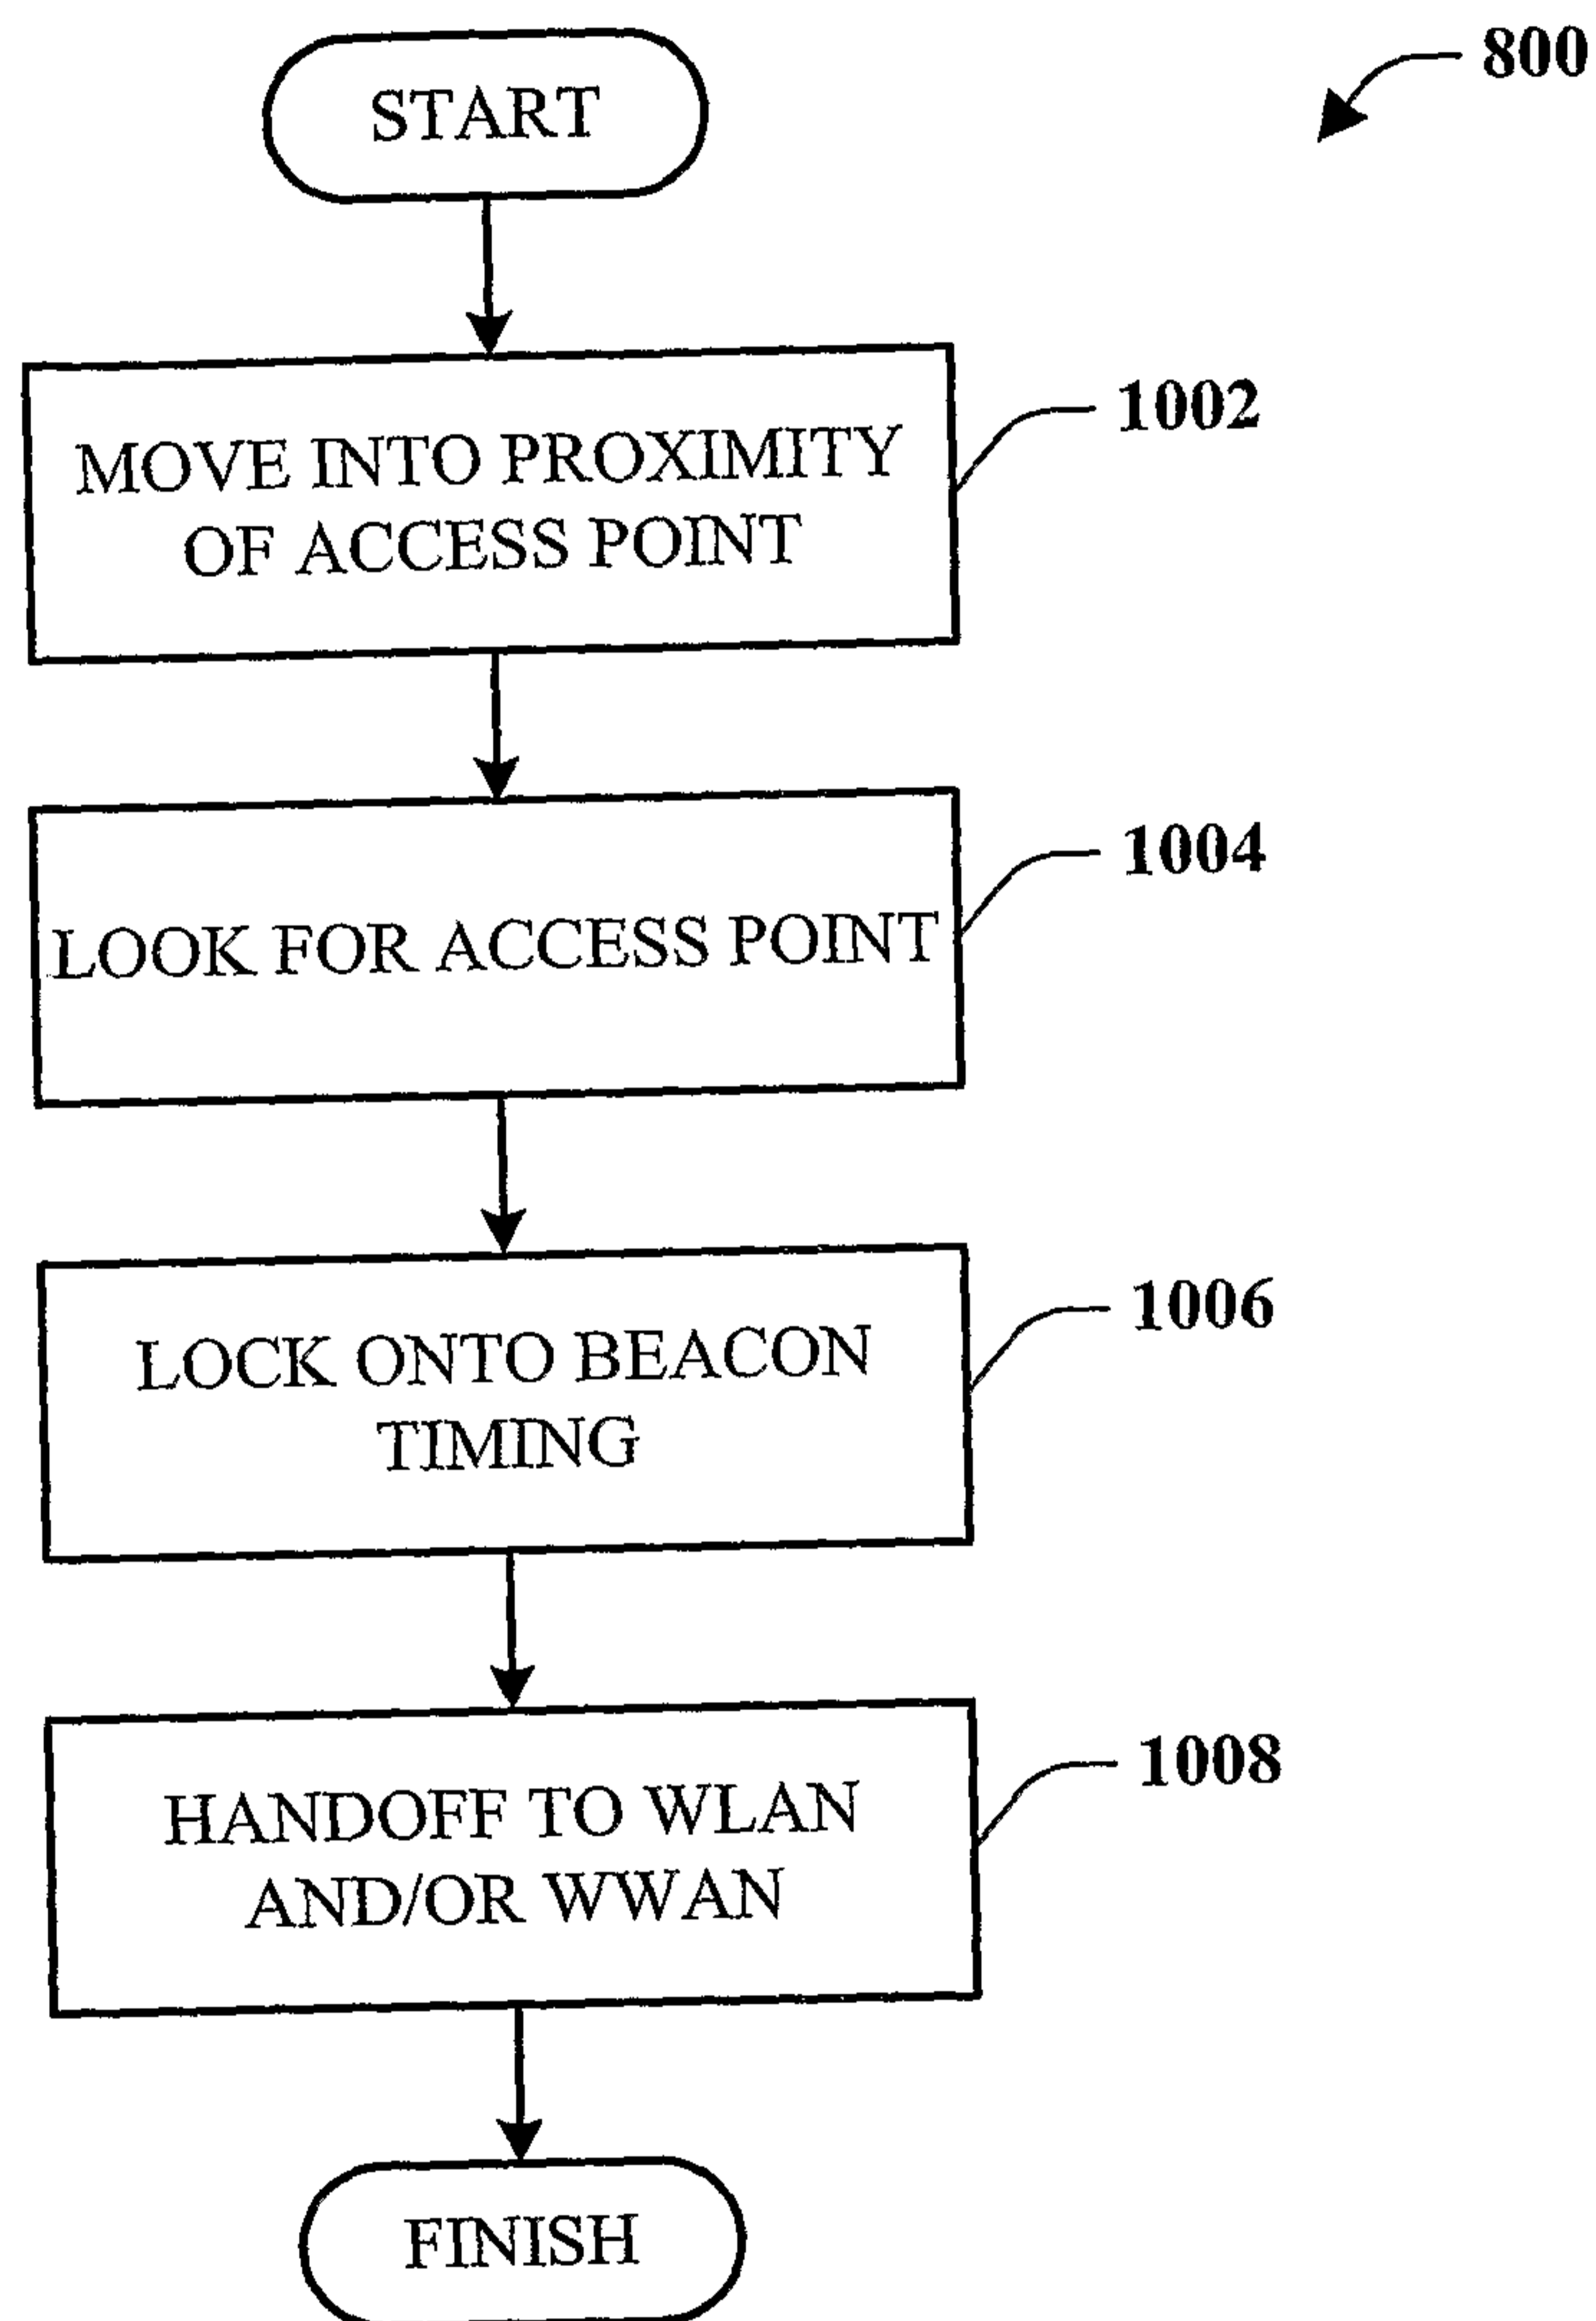 800
START
MOVE INTO PROXIMITY
OF ACCESS POINT
1002
LOOK FOR ACCESS POINT
1004
LOCK ONTO BEACON
TIMING
1006
HANDOFF TO WLAN
AND/OR WWAN
1008
FINISH